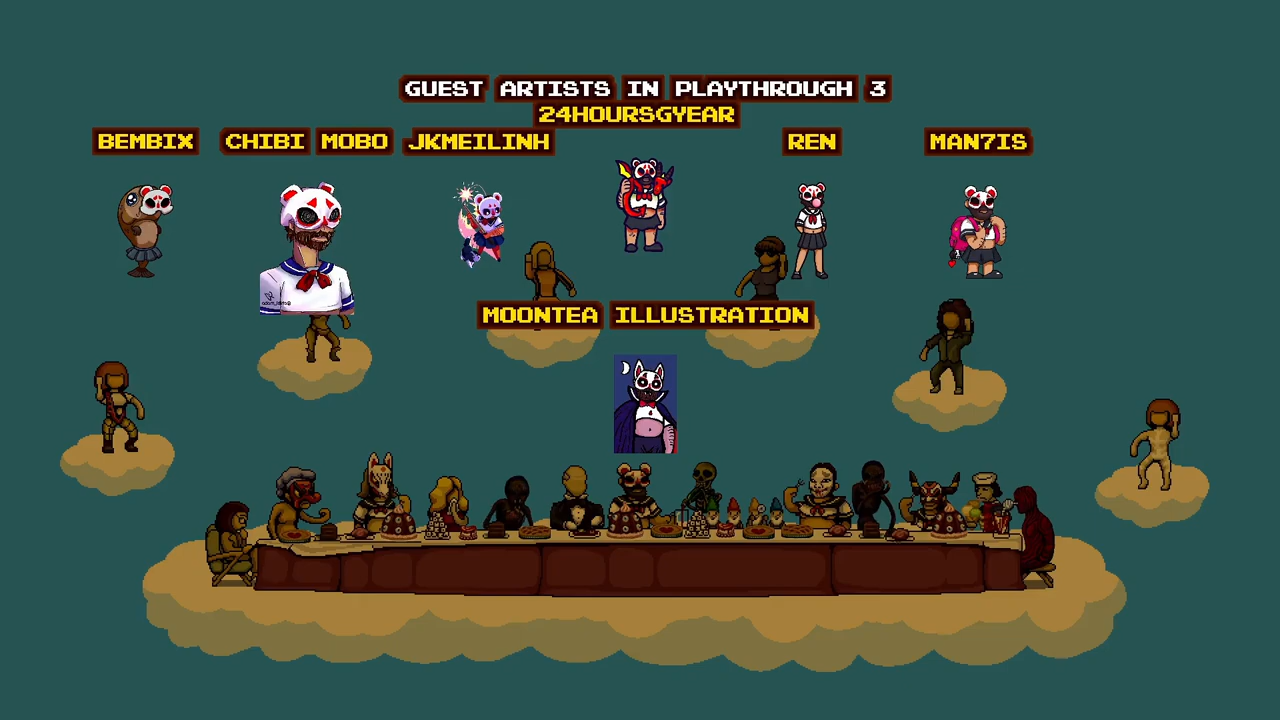 GUEST ARTISTS IN PLAYTHROUGH 3
24HOURSGYEAR
BEMBIX CHIBI MOBO JKMEILINH REN MAN7IS
MOONTEA ILLUSTRATION